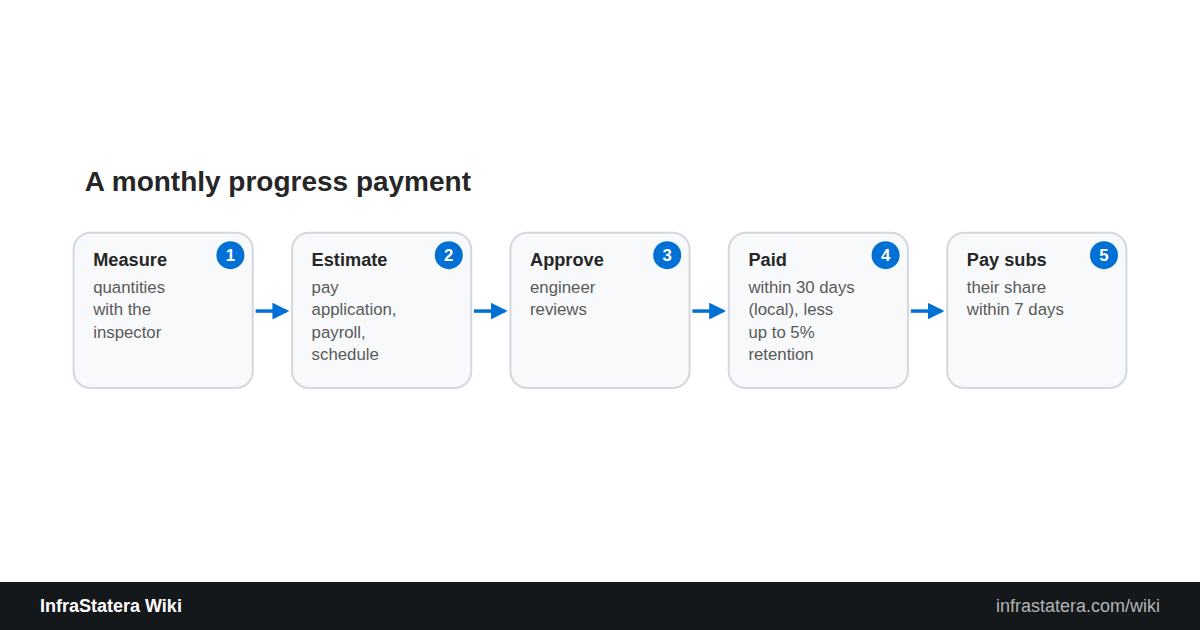 A monthly progress payment
Measure
1
quantities
with the
inspector
Estimate
2
pay
application,
payroll,
schedule
Approve
3
engineer
reviews
Paid
4
within 30 days
(local), less
up to 5%
retention
Pay subs
5
their share
within 7 days
InfraStatera Wiki
infrastatera.com/wiki